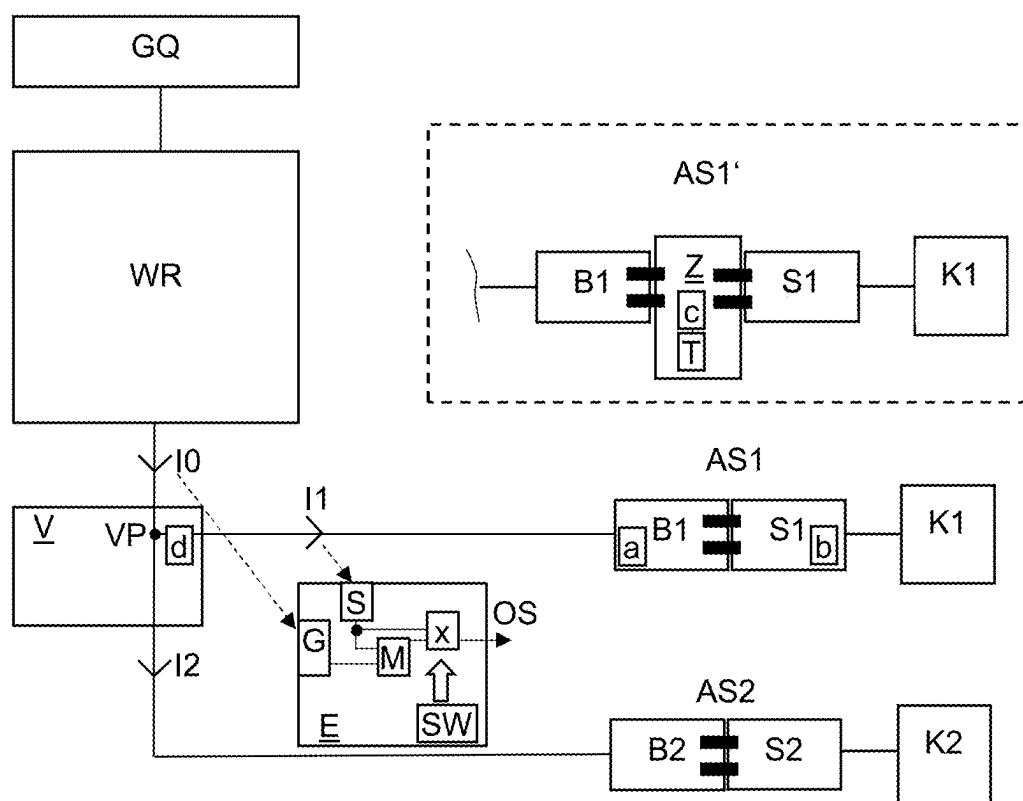 GQ
WR
AS1‘
B1 Z S1 K1
c
T
I0
V VP d
I1
AS1
a B1 S1 b K1
S OS
G M x
E SW
I2
AS2
B2 S2 K2